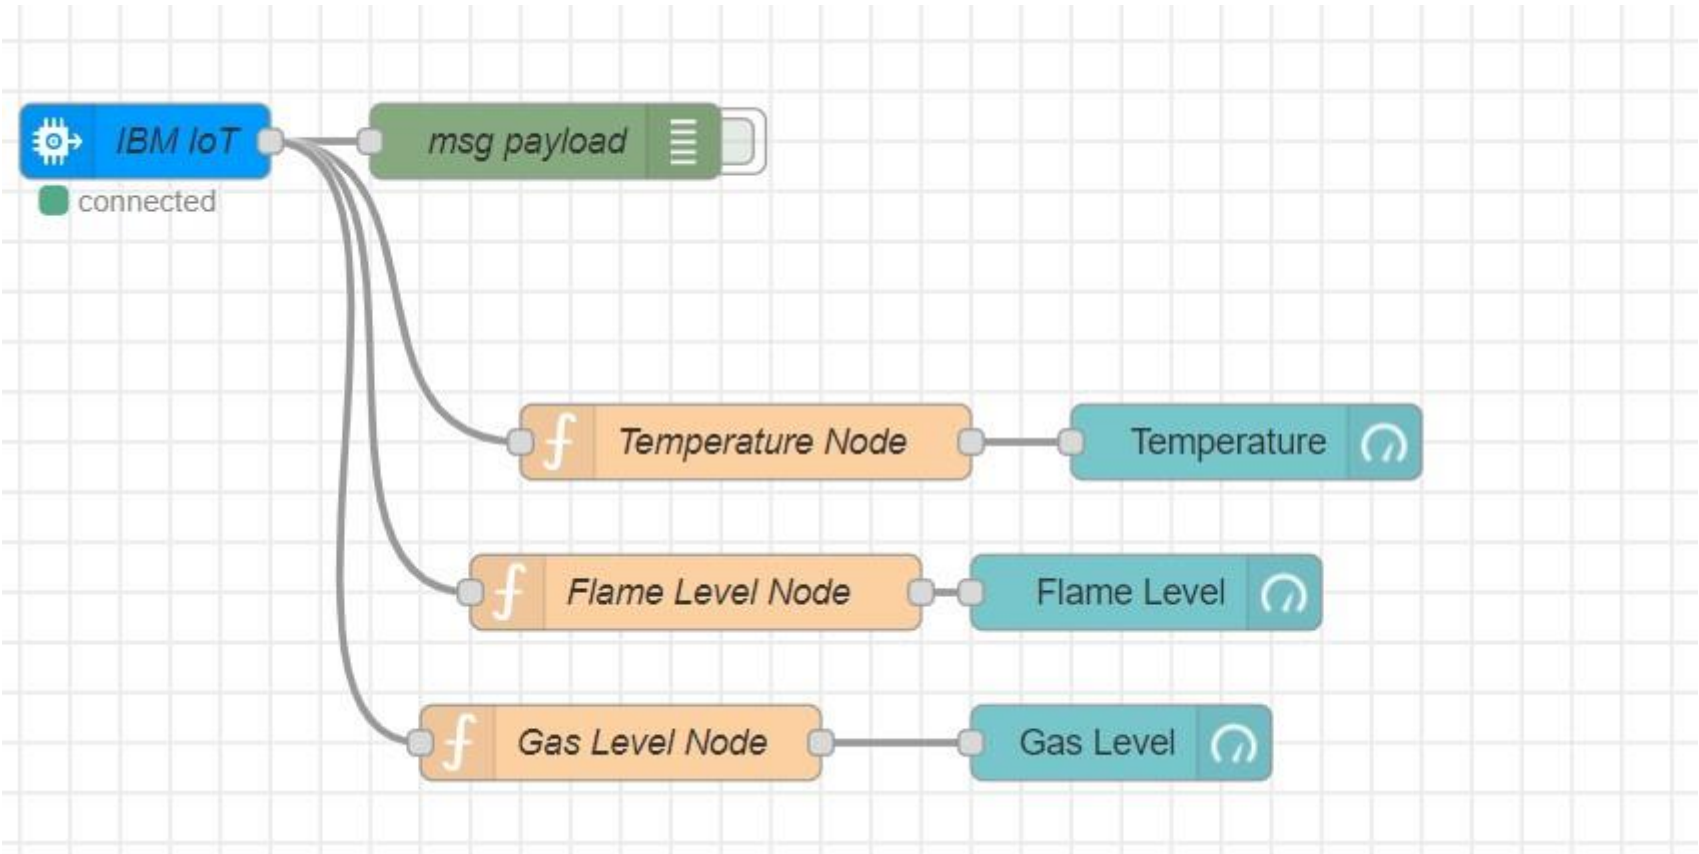 IBM IoT
msg payload
connected
Temperature Node
Temperature
Flame Level Node
Flame Level
Gas Level Node
Gas Level